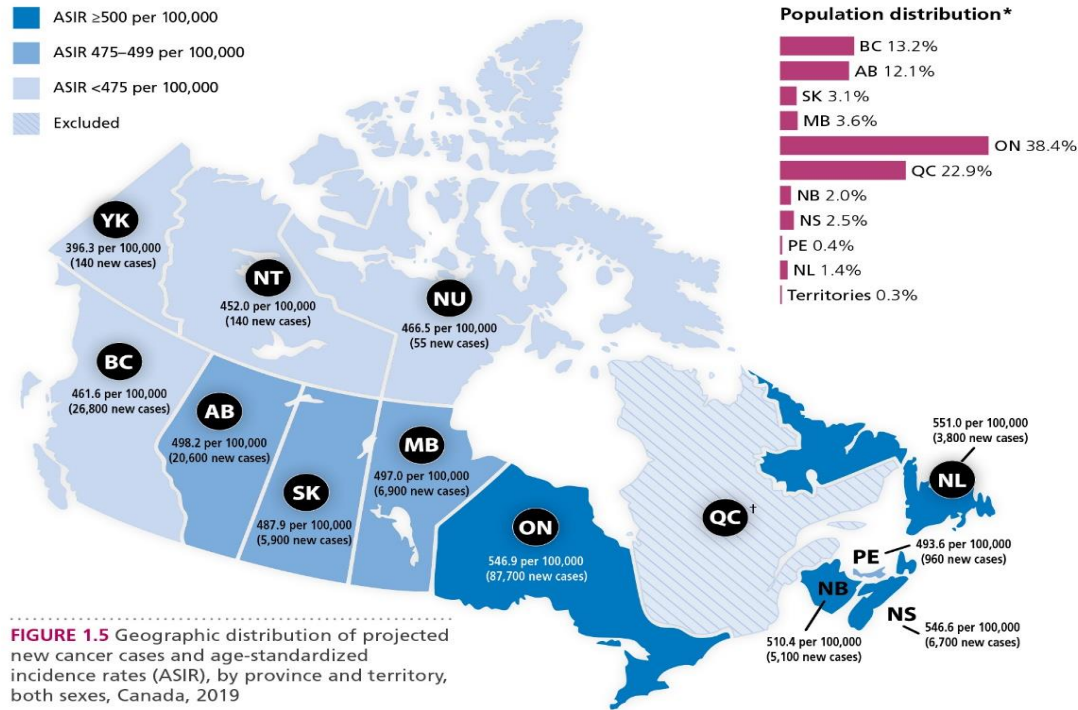 ASIR ≥500 per 100,000
ASIR 475–499 per 100,000
ASIR <475 per 100,000
Excluded
Population distribution*
BC 13.2%
AB 12.1%
SK 3.1%
MB 3.6%
ON 38.4%
QC 22.9%
NB 2.0%
NS 2.5%
PE 0.4%
NL 1.4%
Territories 0.3%
YK
396.3 per 100,000
(140 new cases)
NT
452.0 per 100,000
(140 new cases)
NU
466.5 per 100,000
(55 new cases)
BC
461.6 per 100,000
(26,800 new cases)
AB
498.2 per 100,000
(20,600 new cases)
SK
487.9 per 100,000
(5,900 new cases)
MB
497.0 per 100,000
(6,900 new cases)
ON
546.9 per 100,000
(87,700 new cases)
QC†
551.0 per 100,000
(3,800 new cases)
NL
PE
493.6 per 100,000
(960 new cases)
NB
510.4 per 100,000
(5,100 new cases)
NS
546.6 per 100,000
(6,700 new cases)
FIGURE 1.5 Geographic distribution of projected
new cancer cases and age-standardized
incidence rates (ASIR), by province and territory,
both sexes, Canada, 2019